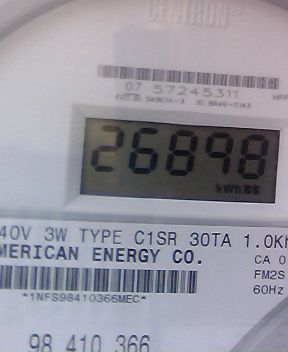 CENTRON
07 57245311
26898
kWh
40V 3W TYPE C1SR 30TA 1.0Kh
MERICAN ENERGY CO.
CA 0
FM2S
60Hz
*1NFS98410366MEC*
98 410 366